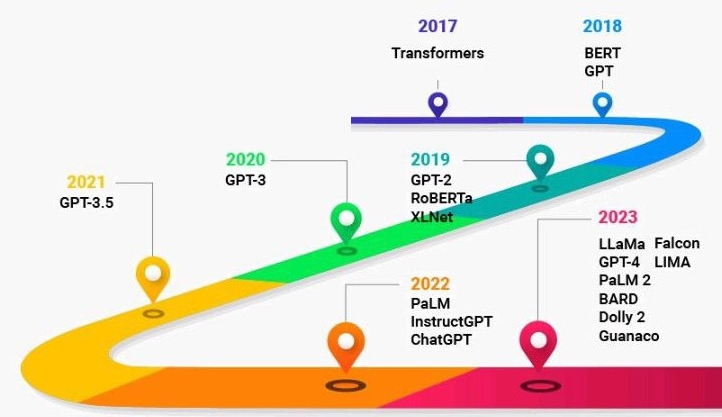 2017
Transformers
2018
BERT
GPT
2019
GPT-2
RoBERTa
XLNet
2020
GPT-3
2021
GPT-3.5
2022
PaLM
InstructGPT
ChatGPT
2023
LLaMa Falcon
GPT-4 LIMA
PaLM 2
BARD
Dolly 2
Guanaco